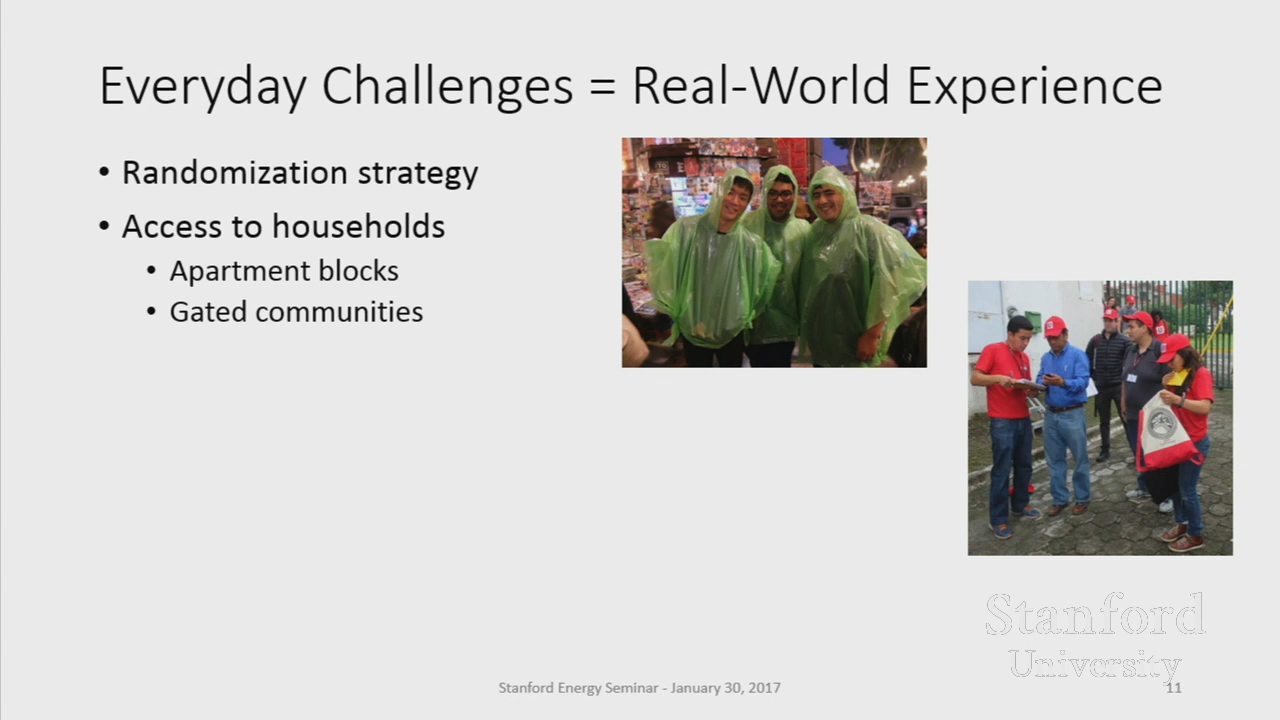 Everyday Challenges = Real-World Experience
• Randomization strategy
• Access to households
• Apartment blocks
• Gated communities
Stanford
University
Stanford Energy Seminar - January 30, 2017
11